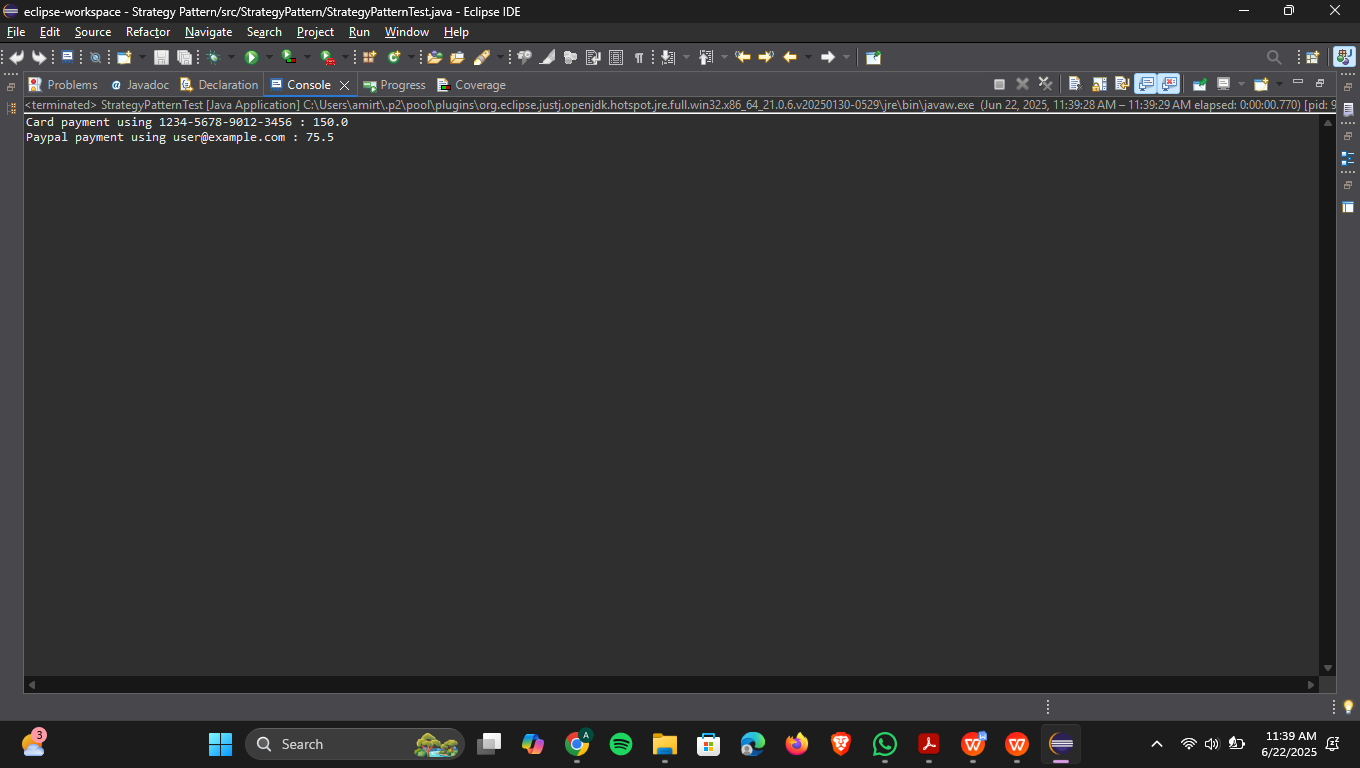 eclipse-workspace - Strategy Pattern/src/StrategyPattern/StrategyPatternTest.java - Eclipse IDE
File Edit Source Refactor Navigate Search Project Run Window Help
Problems Javadoc Declaration Console Progress Coverage
<terminated> StrategyPatternTest [Java Application] C:\Users\amirt\.p2\pool\plugins\org.eclipse.justj.openjdk.hotspot.jre.full.win32.x86_64_21.0.6.v20250130-0529\jre\bin\javaw.exe (Jun 22, 2025, 11:39:28 AM – 11:39:29 AM elapsed: 0:00:00.770) [pid: 9
Card payment using 1234-5678-9012-3456 : 150.0
Paypal payment using user@example.com : 75.5
3
Search
A
11:39 AM
6/22/2025